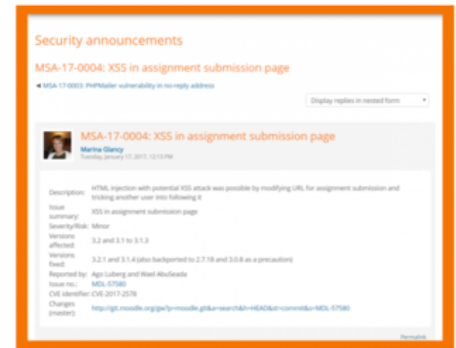 Security announcements
MSA-17-0004: XSS in assignment submission page
◄ MSA-17-0003: PHPMailer vulnerability in no-reply address
Display replies in nested form
MSA-17-0004: XSS in assignment submission page
Marina Glancy
Tuesday, January 17, 2017, 12:13 PM
Description: HTML injection with potential XSS attack was possible by modifying URL for assignment submission and
tricking another user into following it
Issue
summary: XSS in assignment submission page
Severity/Risk: Minor
Versions
affected: 3.2 and 3.1 to 3.1.3
Versions
fixed: 3.2.1 and 3.1.4 (also backported to 2.7.18 and 3.0.8 as a precaution)
Reported by: Ago Luberg and Wael AbuSeada
Issue no.: MDL-57580
CVE identifier: CVE-2017-2578
Changes
(master): http://git.moodle.org/gw?p=moodle.git&a=search&h=HEAD&st=commit&s=MDL-57580
Permalink